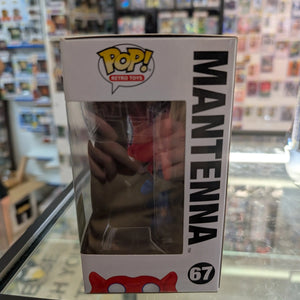 POP!
RETRO TOYS
MANTENNA
67